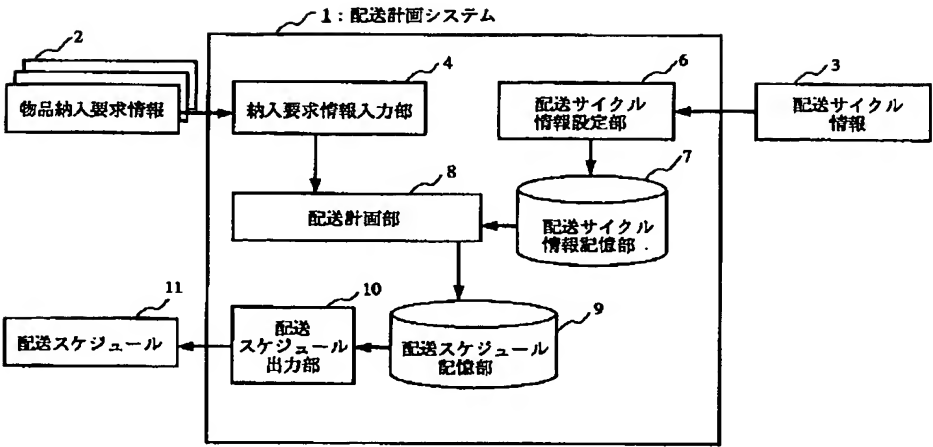 1：配送計画システム
2
物品納入要求情報
4
納入要求情報入力部
6
配送サイクル
情報設定部
3
配送サイクル
情報
8
配送計画部
7
配送サイクル
情報記憶部
11
配送スケジュール
10
配送
スケジュール
出力部
9
配送スケジュール
記憶部